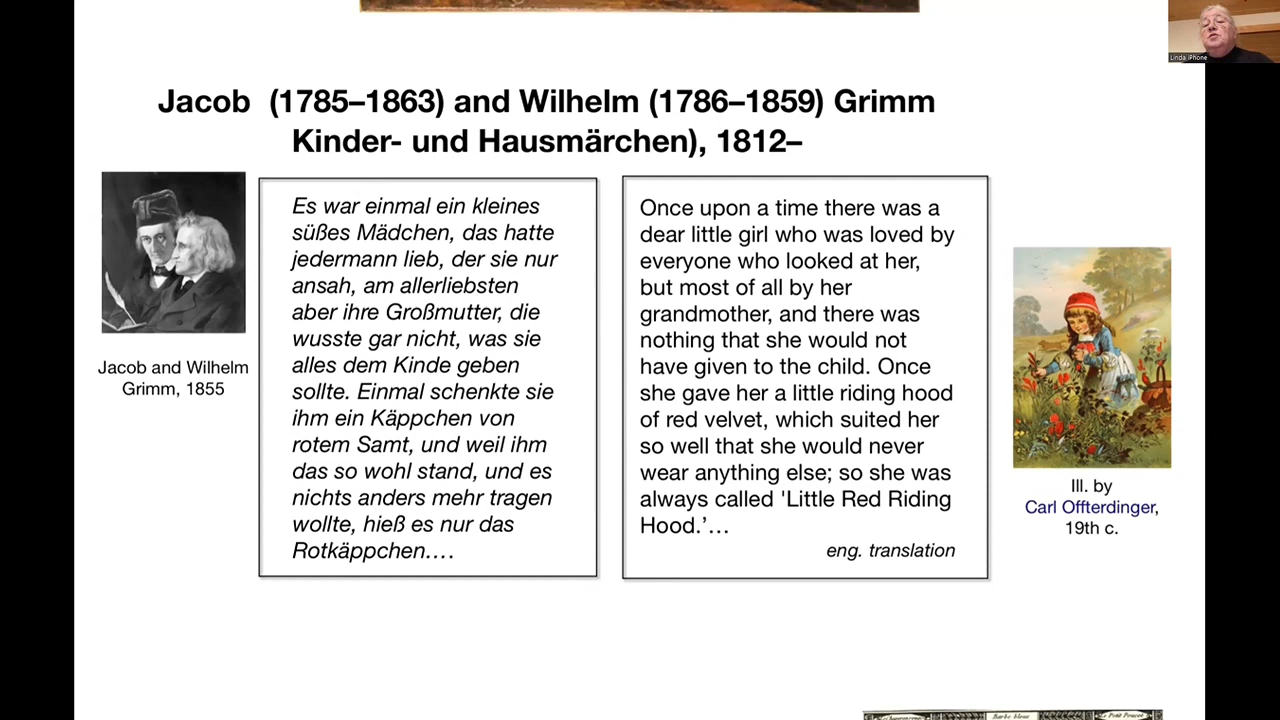 Linda iPhone
Jacob (1785–1863) and Wilhelm (1786–1859) Grimm
Kinder- und Hausmärchen), 1812–
Es war einmal ein kleines
süßes Mädchen, das hatte
jedermann lieb, der sie nur
ansah, am allerliebsten
aber ihre Großmutter, die
wusste gar nicht, was sie
alles dem Kinde geben
sollte. Einmal schenkte sie
ihm ein Käppchen von
rotem Samt, und weil ihm
das so wohl stand, und es
nichts anders mehr tragen
wollte, hieß es nur das
Rotkäppchen….
Once upon a time there was a
dear little girl who was loved by
everyone who looked at her,
but most of all by her
grandmother, and there was
nothing that she would not
have given to the child. Once
she gave her a little riding hood
of red velvet, which suited her
so well that she would never
wear anything else; so she was
always called 'Little Red Riding
Hood.’…
eng. translation
Jacob and Wilhelm
Grimm, 1855
Ill. by
Carl Offterdinger,
19th c.
Barbe bleue
Le Petit Poucet